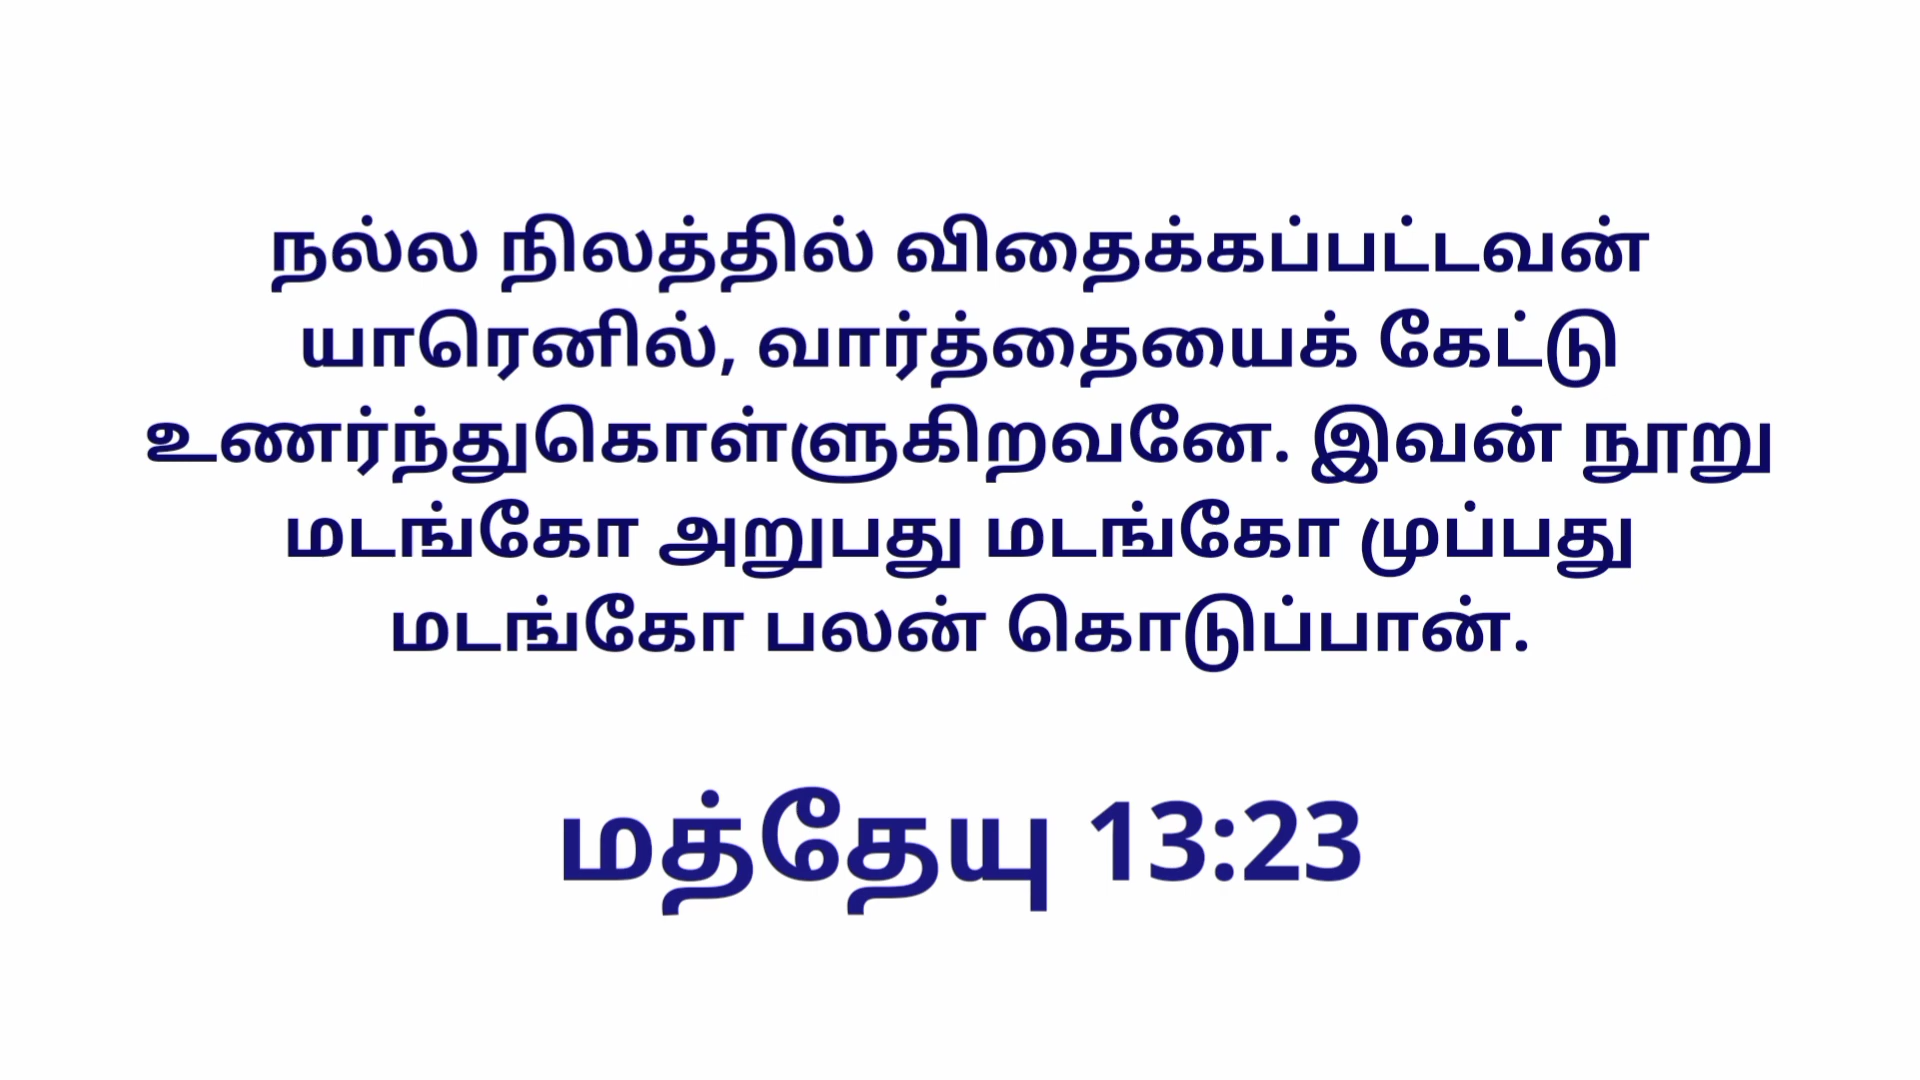 நல்ல நிலத்தில் விதைக்கப்பட்டவன்
யாரெனில், வார்த்தையைக் கேட்டு
உணர்ந்துகொள்ளுகிறவனே. இவன் நூறு
மடங்கோ அறுபது மடங்கோ முப்பது
மடங்கோ பலன் கொடுப்பான்.
மத்தேயு 13:23